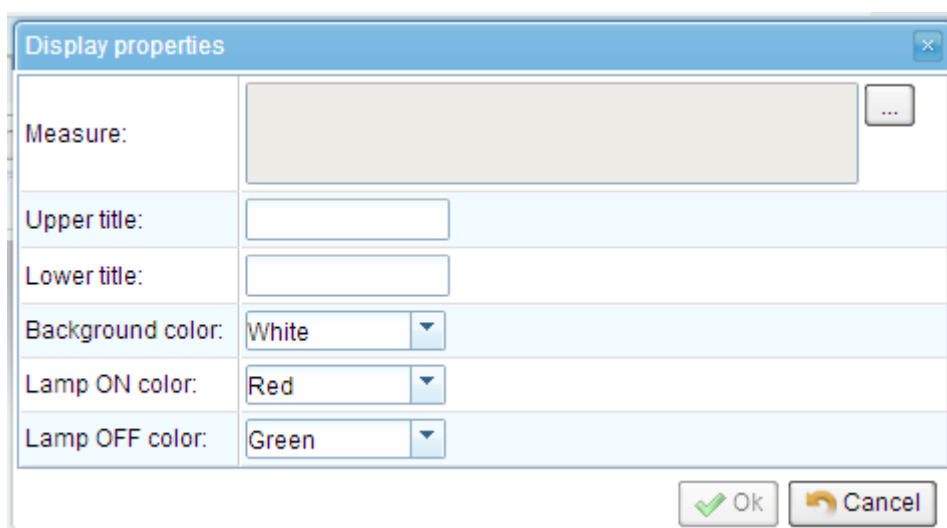 Display properties
Measure:
...
Upper title:
Lower title:
Background color: White
Lamp ON color: Red
Lamp OFF color: Green
Ok Cancel